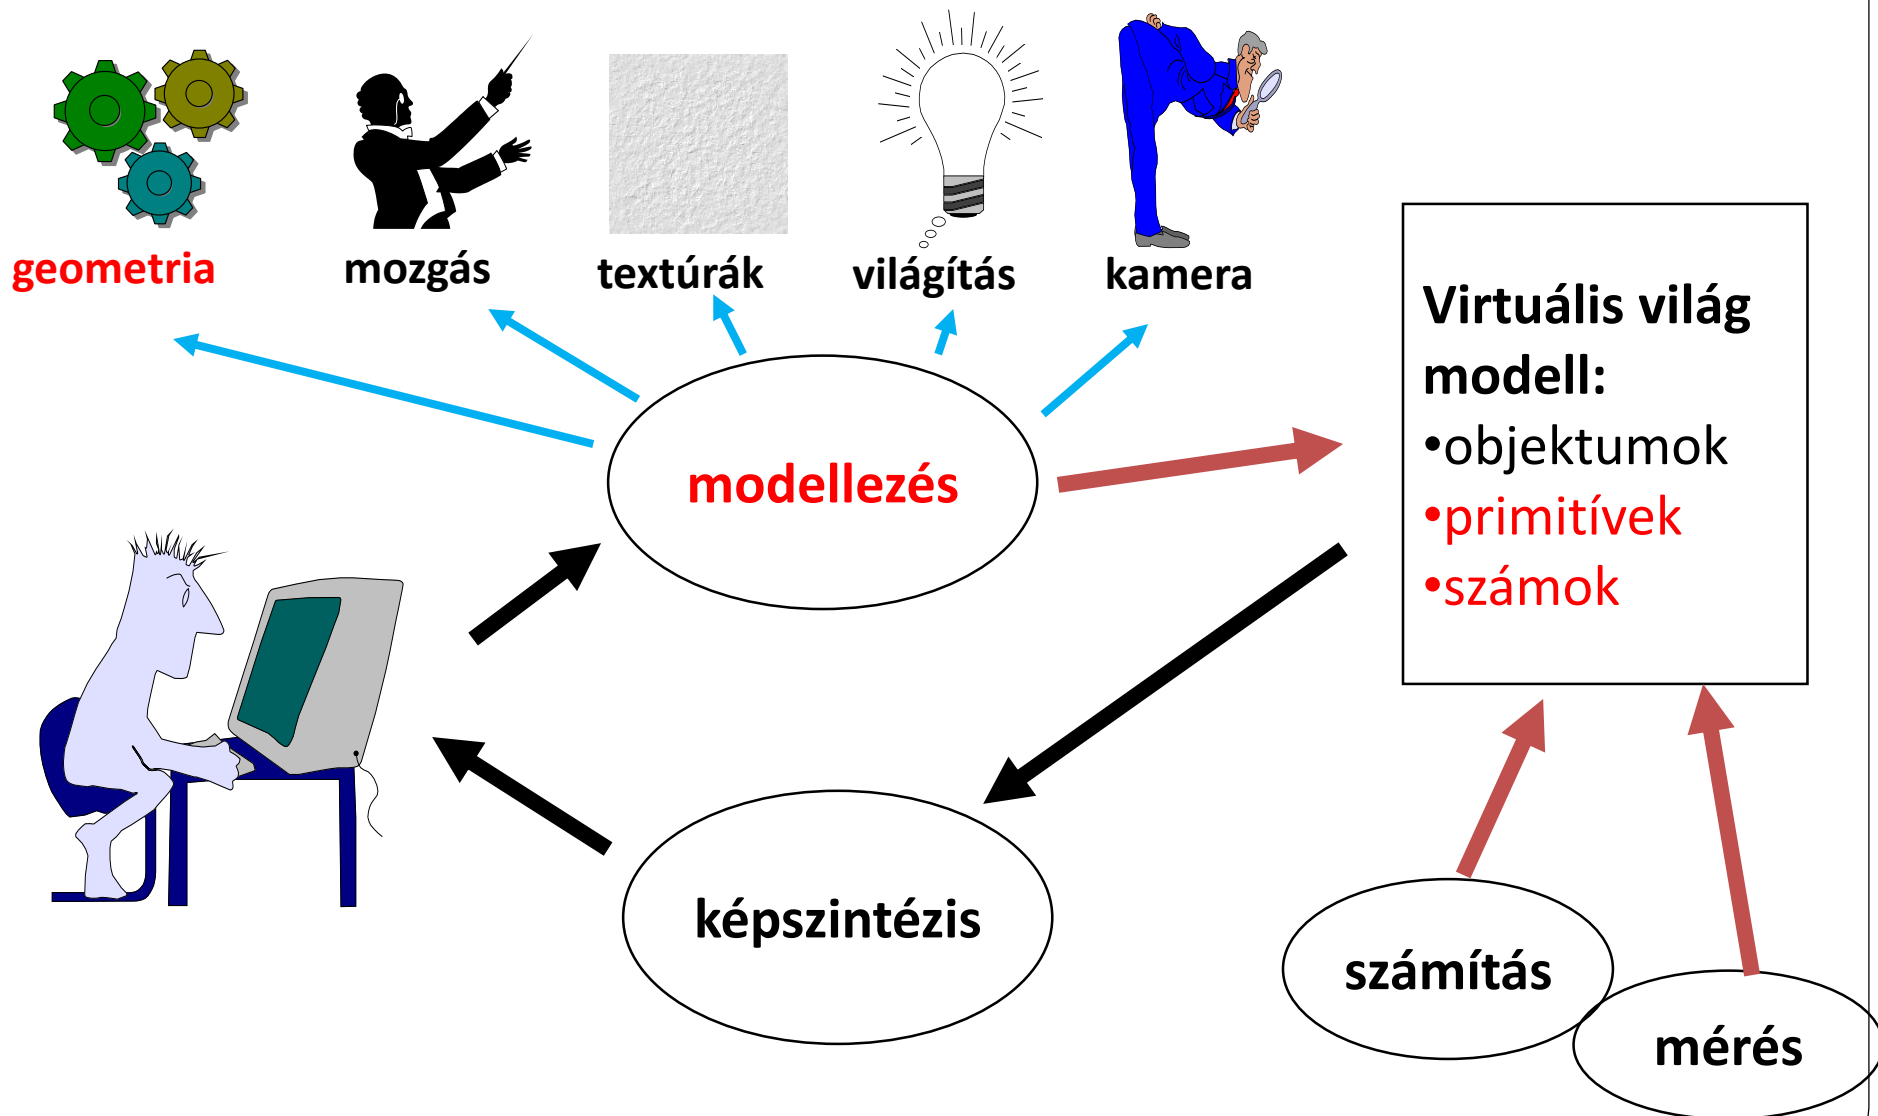 geometria
mozgás
textúrák
világítás
kamera
modellezés
Virtuális világ
modell:
•objektumok
•primitívek
•számok
képszintézis
számítás
mérés